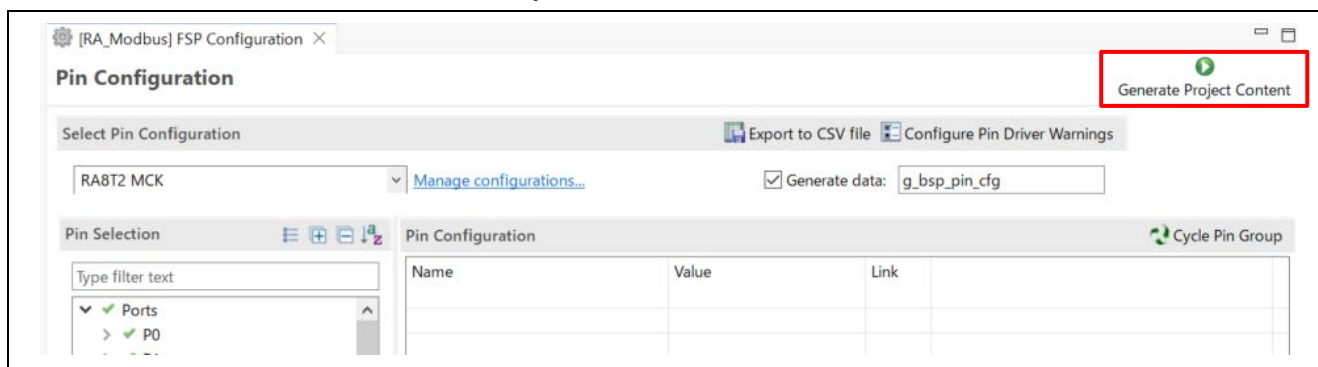 [RA_Modbus] FSP Configuration
Pin Configuration
Generate Project Content
Select Pin Configuration
Export to CSV file
Configure Pin Driver Warnings
RA8T2 MCK
Manage configurations...
Generate data:
g_bsp_pin_cfg
Pin Selection
Pin Configuration
Cycle Pin Group
Type filter text
Name
Value
Link
Ports
P0